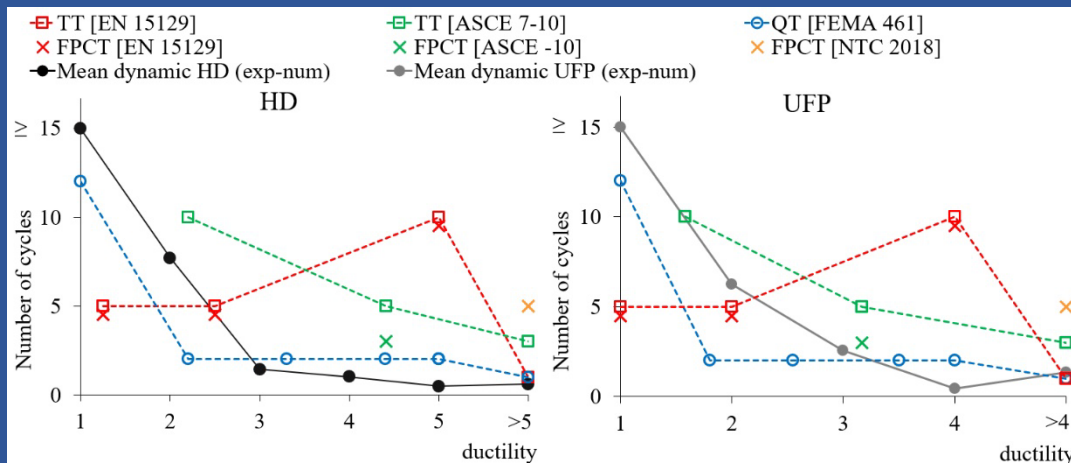 TT [EN 15129] TT [ASCE 7-10] QT [FEMA 461]
FPCT [EN 15129] FPCT [ASCE -10] FPCT [NTC 2018]
Mean dynamic HD (exp-num) Mean dynamic UFP (exp-num)
HD
≥
15
10
5
0
Number of cycles
1 2 3 4 5 >5
ductility
UFP
≥
15
10
5
0
Number of cycles
1 2 3 4 >4
ductility